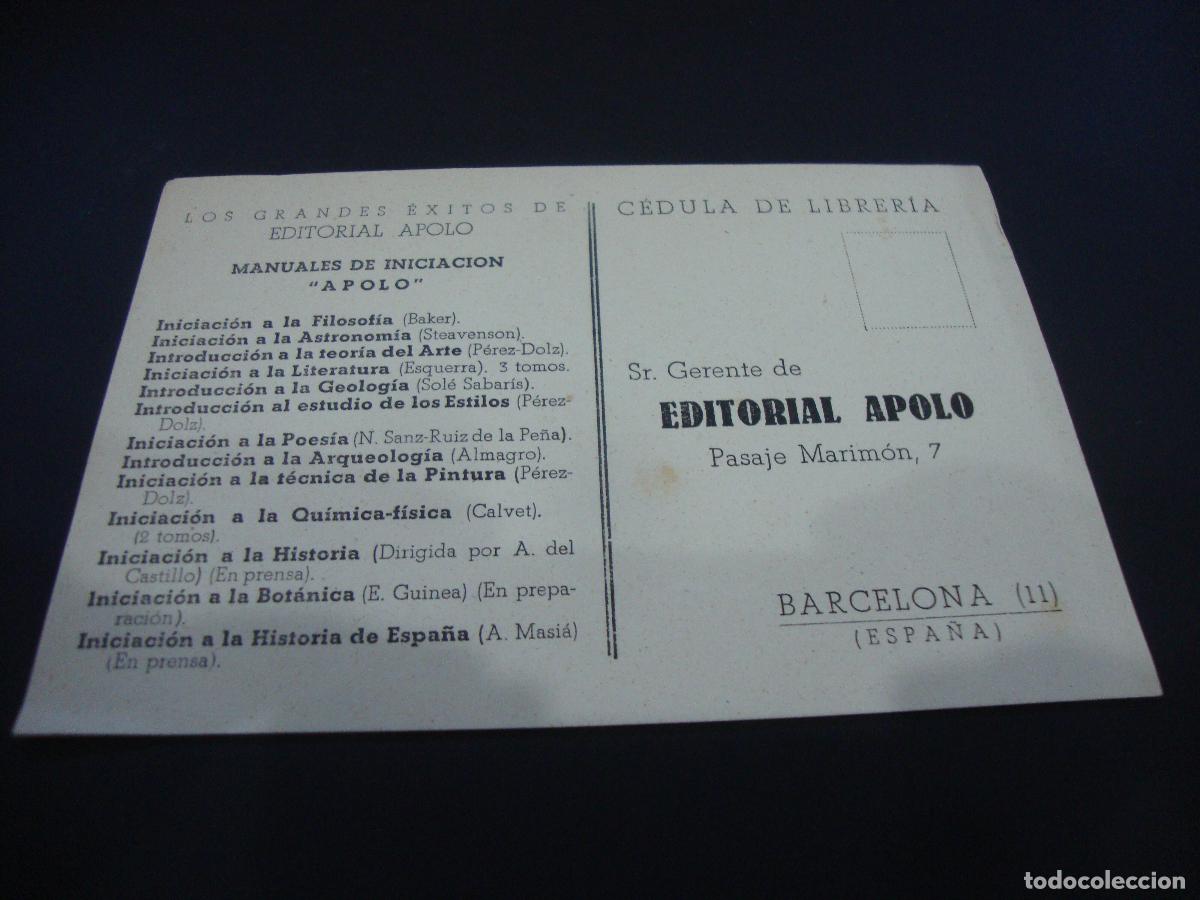 LOS GRANDES ÉXITOS DE
EDITORIAL APOLO
MANUALES DE INICIACION
"APOLO"
Iniciación a la Filosofía (Baker).
Iniciación a la Astronomía (Steavenson).
Introducción a la teoría del Arte (Pérez-Dolz).
Iniciación a la Literatura (Esquerra). 3 tomos.
Introducción a la Geología (Solé Sabarís).
Introducción al estudio de los Estilos (Pérez-
Dolz).
Iniciación a la Poesía (N. Sanz-Ruiz de la Peña).
Introducción a la Arqueología (Almagro).
Iniciación a la técnica de la Pintura (Pérez-
Dolz).
Iniciación a la Química-física (Calvet).
(2 tomos).
Iniciación a la Historia (Dirigida por A. del
Castillo) (En prensa).
Iniciación a la Botánica (E. Guinea) (En prepa-
ración).
Iniciación a la Historia de España (A. Masiá)
(En prensa).
CÉDULA DE LIBRERÍA
Sr. Gerente de
EDITORIAL APOLO
Pasaje Marimón, 7
BARCELONA (11)
(ESPAÑA)
todocoleccion